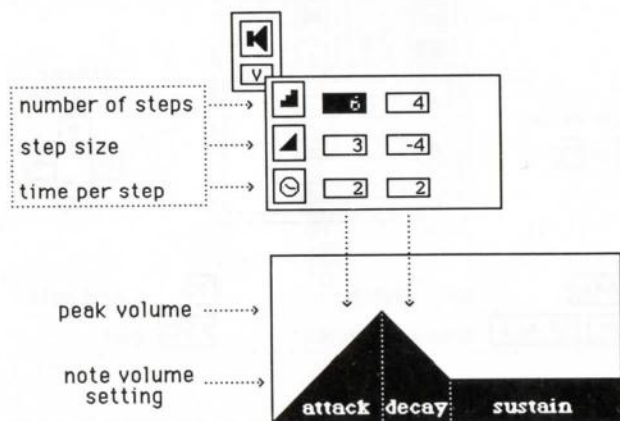 V
number of steps
6 4
step size
3 -4
time per step
2 2
peak volume
note volume
setting
attack decay sustain